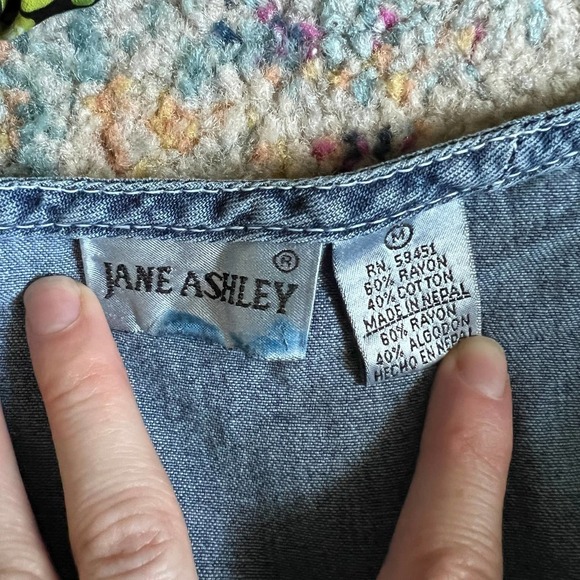 JANE ASHLEY ®
M
RN. 59451
60% RAYON
40% COTTON
MADE IN NEPAL
60% RAYON
40% ALGODON
HECHO EN NEPAL